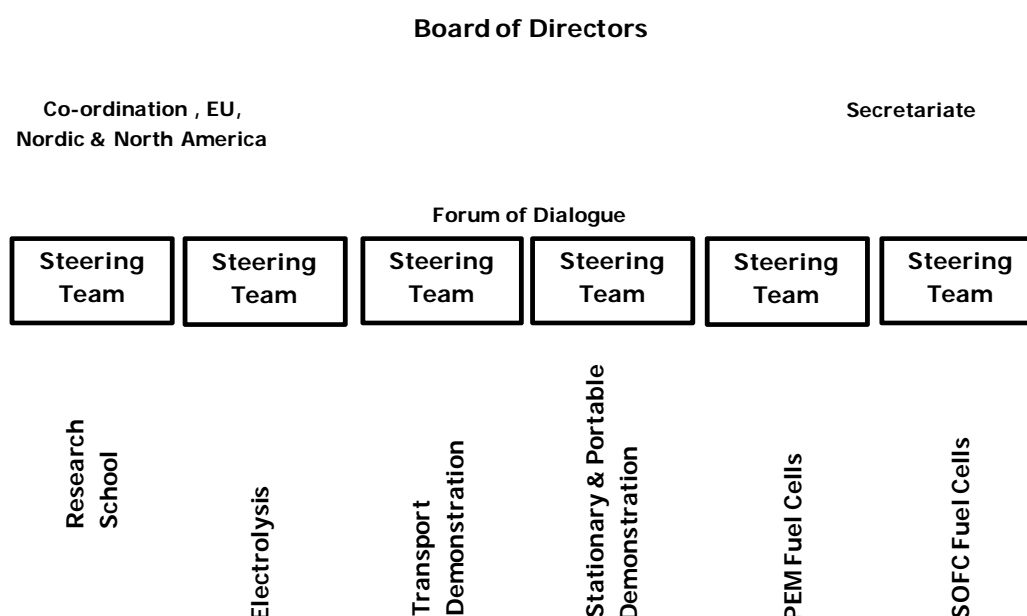 Board of Directors
Co-ordination , EU,
Nordic & North America
Secretariate
Forum of Dialogue
Steering
Team
Steering
Team
Steering
Team
Steering
Team
Steering
Team
Steering
Team
Research
School
Electrolysis
Transport
Demonstration
Stationary & Portable
Demonstration
PEM Fuel Cells
SOFC Fuel Cells